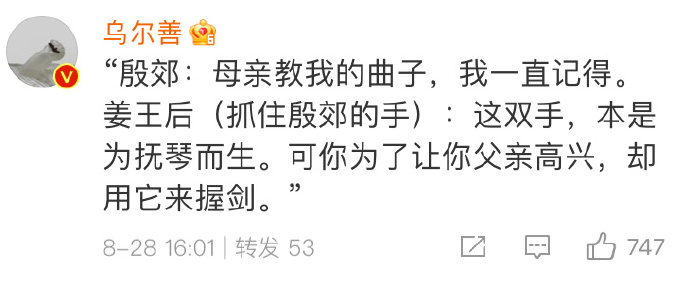 乌尔善
“殷郊：母亲教我的曲子，我一直记得。
姜王后（抓住殷郊的手）：这双手，本是
为抚琴而生。可你为了让你父亲高兴，却
用它来握剑。”
8-28 16:01 | 转发 53 747